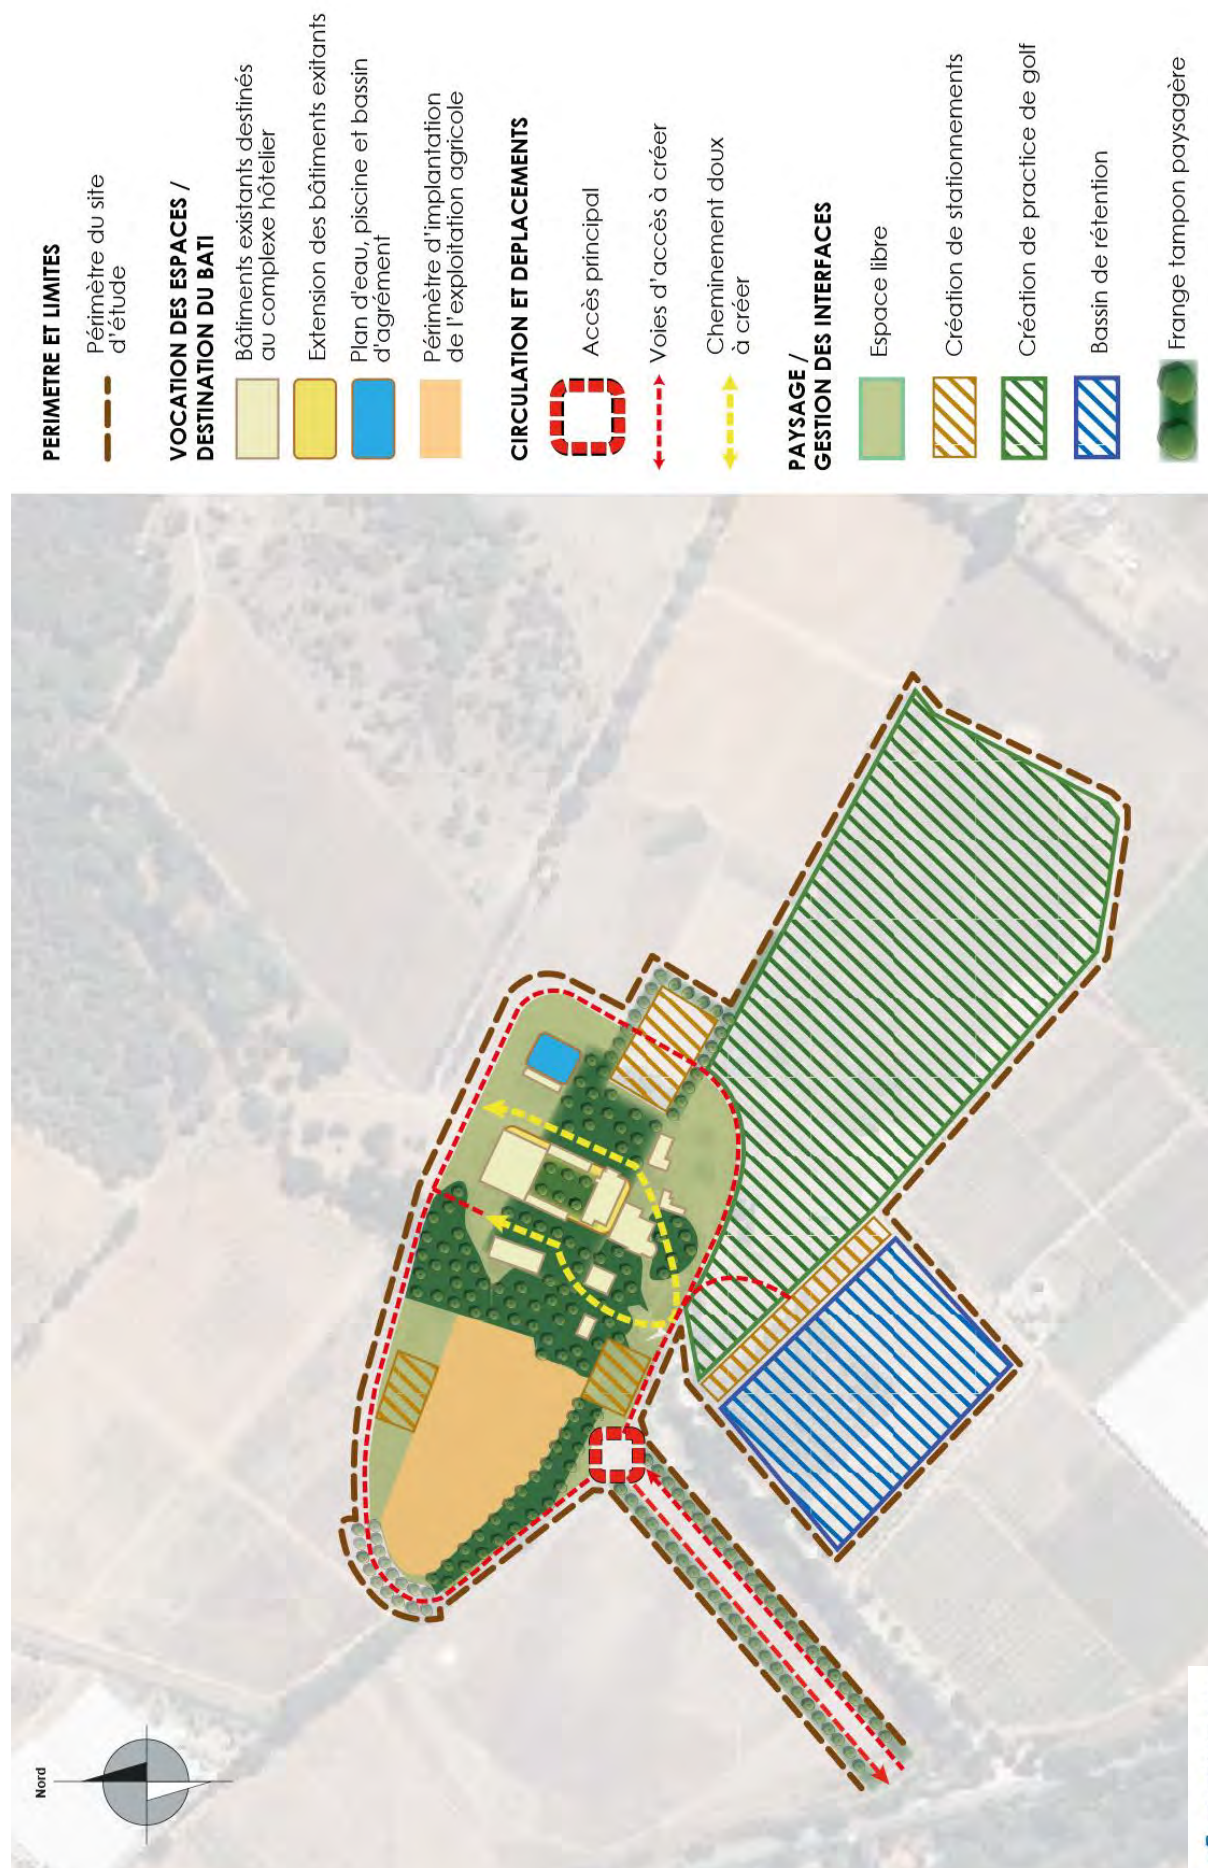 PERIMETRE ET LIMITES
Périmètre du site
d'étude
VOCATION DES ESPACES /
DESTINATION DU BATI
Bâtiments existants destinés
au complexe hôtelier
Extension des bâtiments exitants
Plan d'eau, piscine et bassin
d'agrément
Périmètre d'implantation
de l'exploitation agricole
CIRCULATION ET DEPLACEMENTS
Accès principal
Voies d'accès à créer
Cheminement doux
à créer
PAYSAGE /
GESTION DES INTERFACES
Espace libre
Création de stationnements
Création de practice de golf
Bassin de rétention
Frange tampon paysagère
Nord